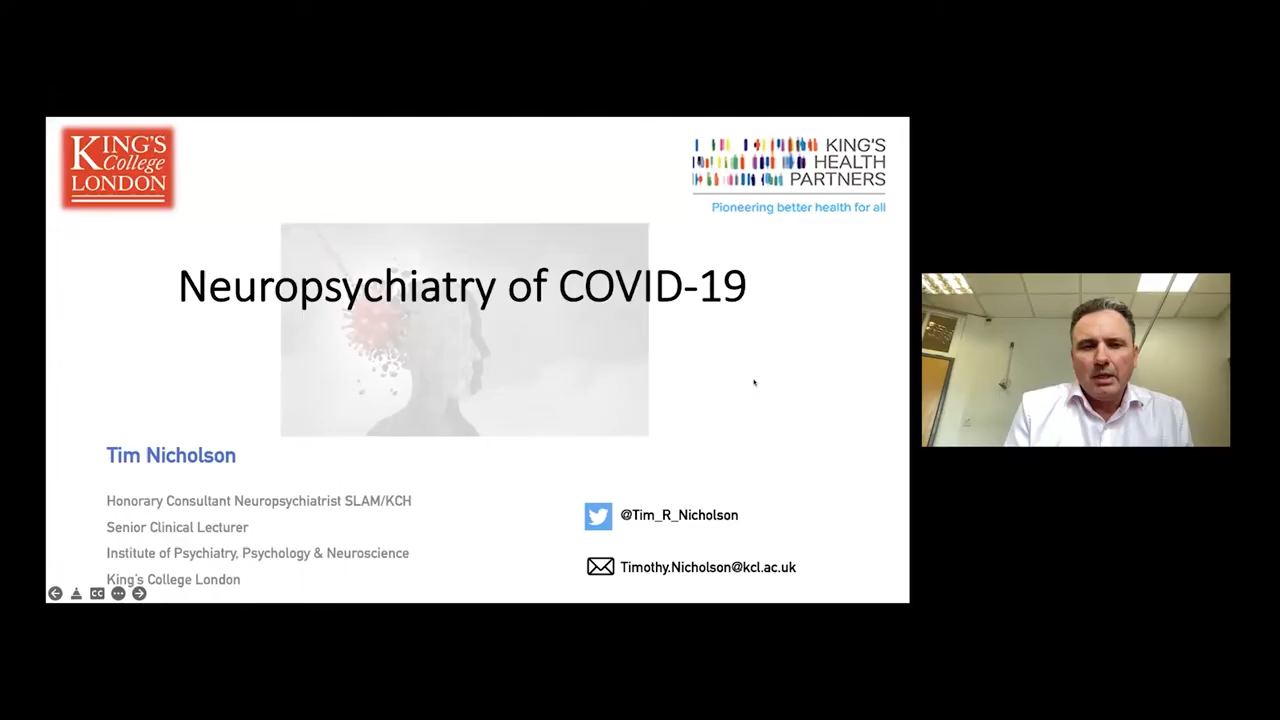 KING'S
College
LONDON
KING'S
HEALTH
PARTNERS
Pioneering better health for all
Neuropsychiatry of COVID-19
Tim Nicholson
Honorary Consultant Neuropsychiatrist SLAM/KCH
Senior Clinical Lecturer
Institute of Psychiatry, Psychology & Neuroscience
King's College London
@Tim_R_Nicholson
Timothy.Nicholson@kcl.ac.uk
CC